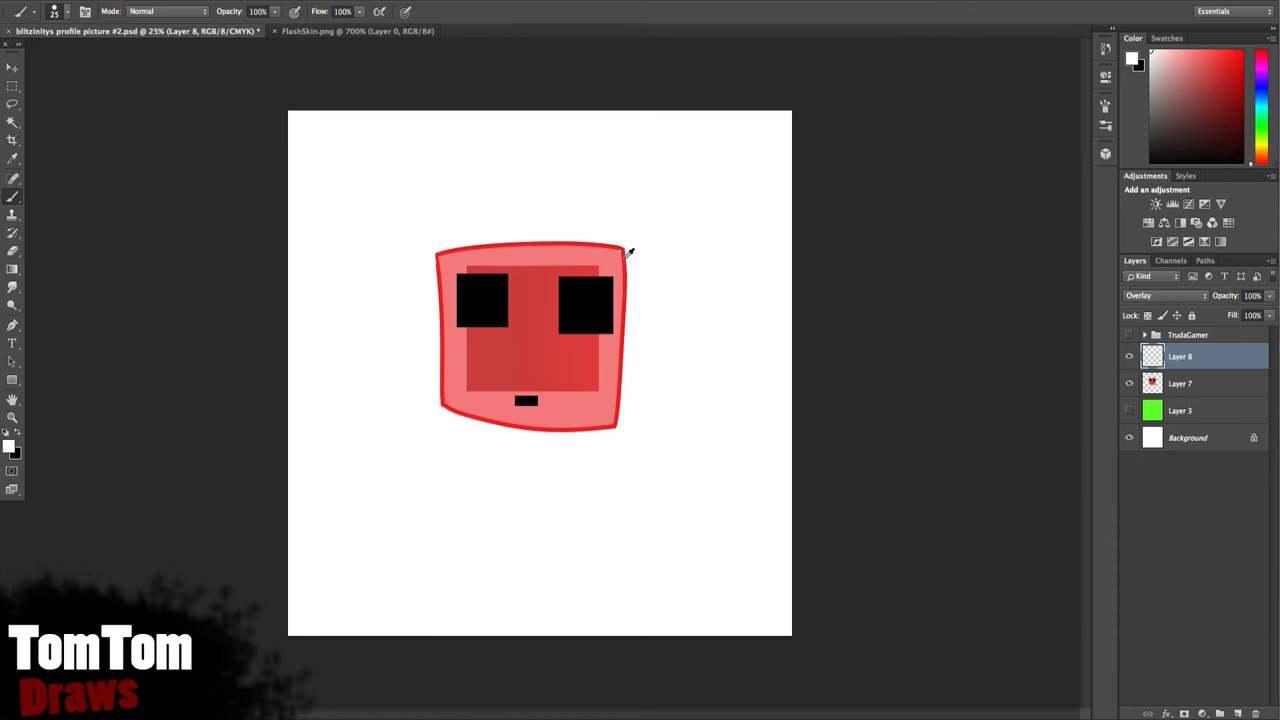 25 Mode: Normal Opacity: 100% Flow: 100% Essentials
× blitzinitys profile picture #2.psd @ 25% (Layer 8, RGB/8/CMYK) * × FlashSkin.png @ 700% (Layer 0, RGB/8#)
Color Swatches
Adjustments Styles
Add an adjustment
Layers Channels Paths
Kind
Overlay Opacity: 100%
Lock: Fill: 100%
TrudaGamer
Layer 8
Layer 7
Layer 3
Background
TomTom
Draws